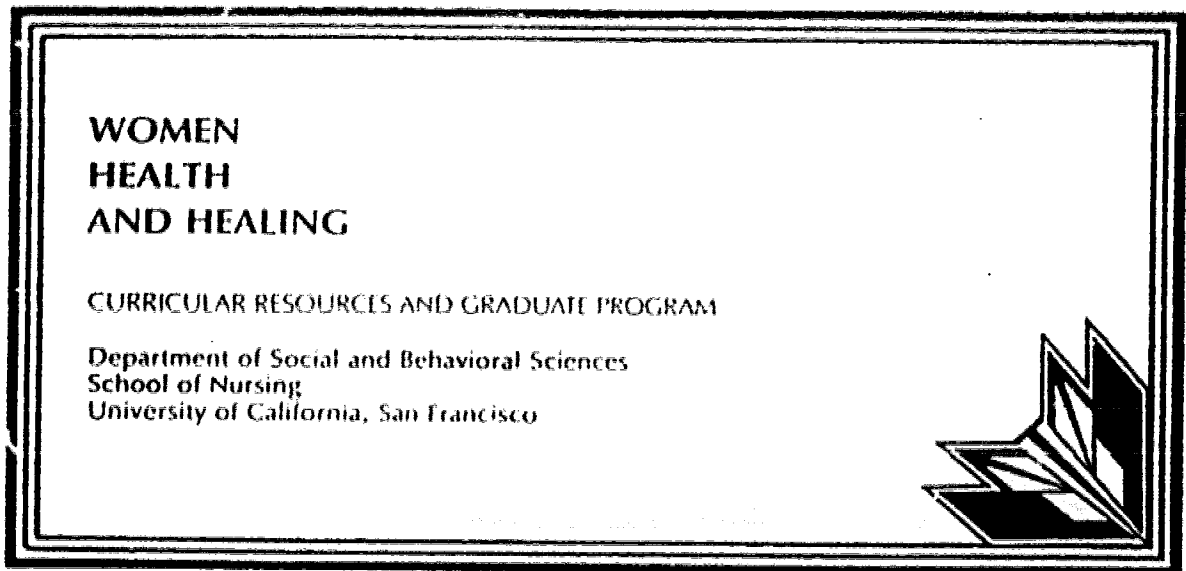 WOMEN
HEALTH
AND HEALING
CURRICULAR RESOURCES AND GRADUATE PROGRAM
Department of Social and Behavioral Sciences
School of Nursing
University of California, San Francisco